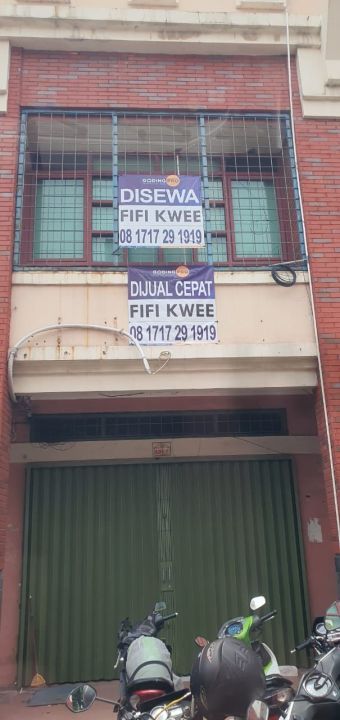 DISEWA
FIFI KWEE
08 1717 29 1919
DIJUAL CEPAT
FIFI KWEE
08 1717 29 1919